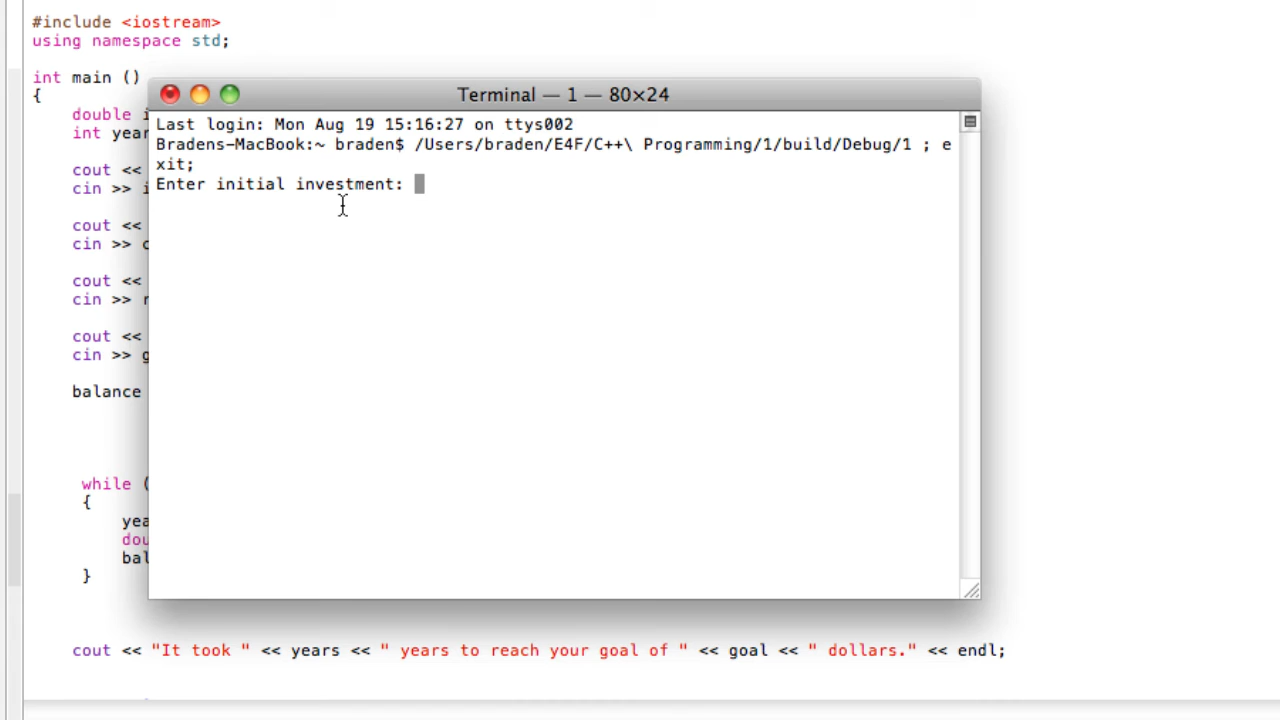 #include <iostream>
using namespace std;
int main ()
{
double i
int year
cout <<
cin >> i
cout <<
cin >> c
cout <<
cin >> r
cout <<
cin >> g
balance
while (
{
yea
dou
bal
}
cout << "It took " << years << " years to reach your goal of " << goal << " dollars." << endl;
Terminal — 1 — 80×24
Last login: Mon Aug 19 15:16:27 on ttys002
Bradens-MacBook:~ braden$ /Users/braden/E4F/C++\ Programming/1/build/Debug/1 ; e
xit;
Enter initial investment: